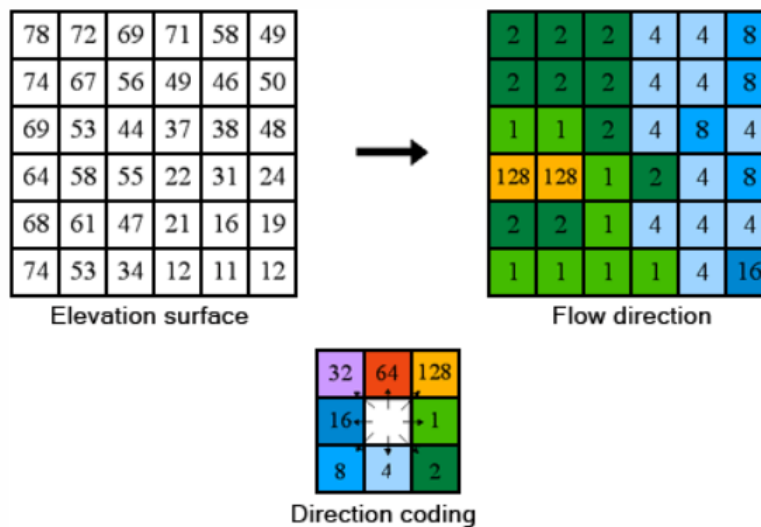 78 72 69 71 58 49 2 2 2 4 4 8
74 67 56 49 46 50 2 2 2 4 4 8
69 53 44 37 38 48 1 1 2 4 8 4
64 58 55 22 31 24 128 128 1 2 4 8
68 61 47 21 16 19 2 2 1 4 4 4
74 53 34 12 11 12 1 1 1 1 4 16
Elevation surface Flow direction
32 64 128
16 1
8 4 2
Direction coding